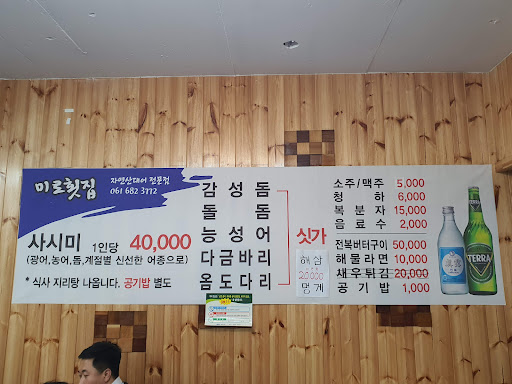 미로횟집
자연산대어 전문점
061 682 3772
사시미 1인당 40,000
(광어,농어,돔,계절별 신선한 어종으로)
* 식사 지리탕 나옵니다. 공기밥 별도
감성돔
돌돔
능성어
다금바리
옴도다리
싯가
해삼
20000
멍게
소주/맥주 5,000
청하 6,000
복분자 15,000
음료수 2,000
전복버터구이 50,000
해물라면 10,000
새우튀김 20,000
공기밥 1,000
TERRA